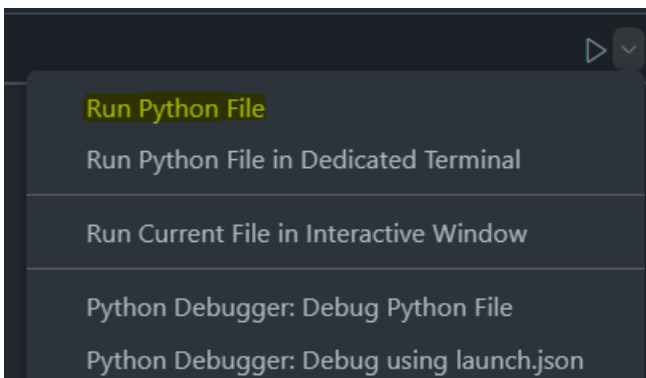 Run Python File
Run Python File in Dedicated Terminal
Run Current File in Interactive Window
Python Debugger: Debug Python File
Python Debugger: Debug using launch.json